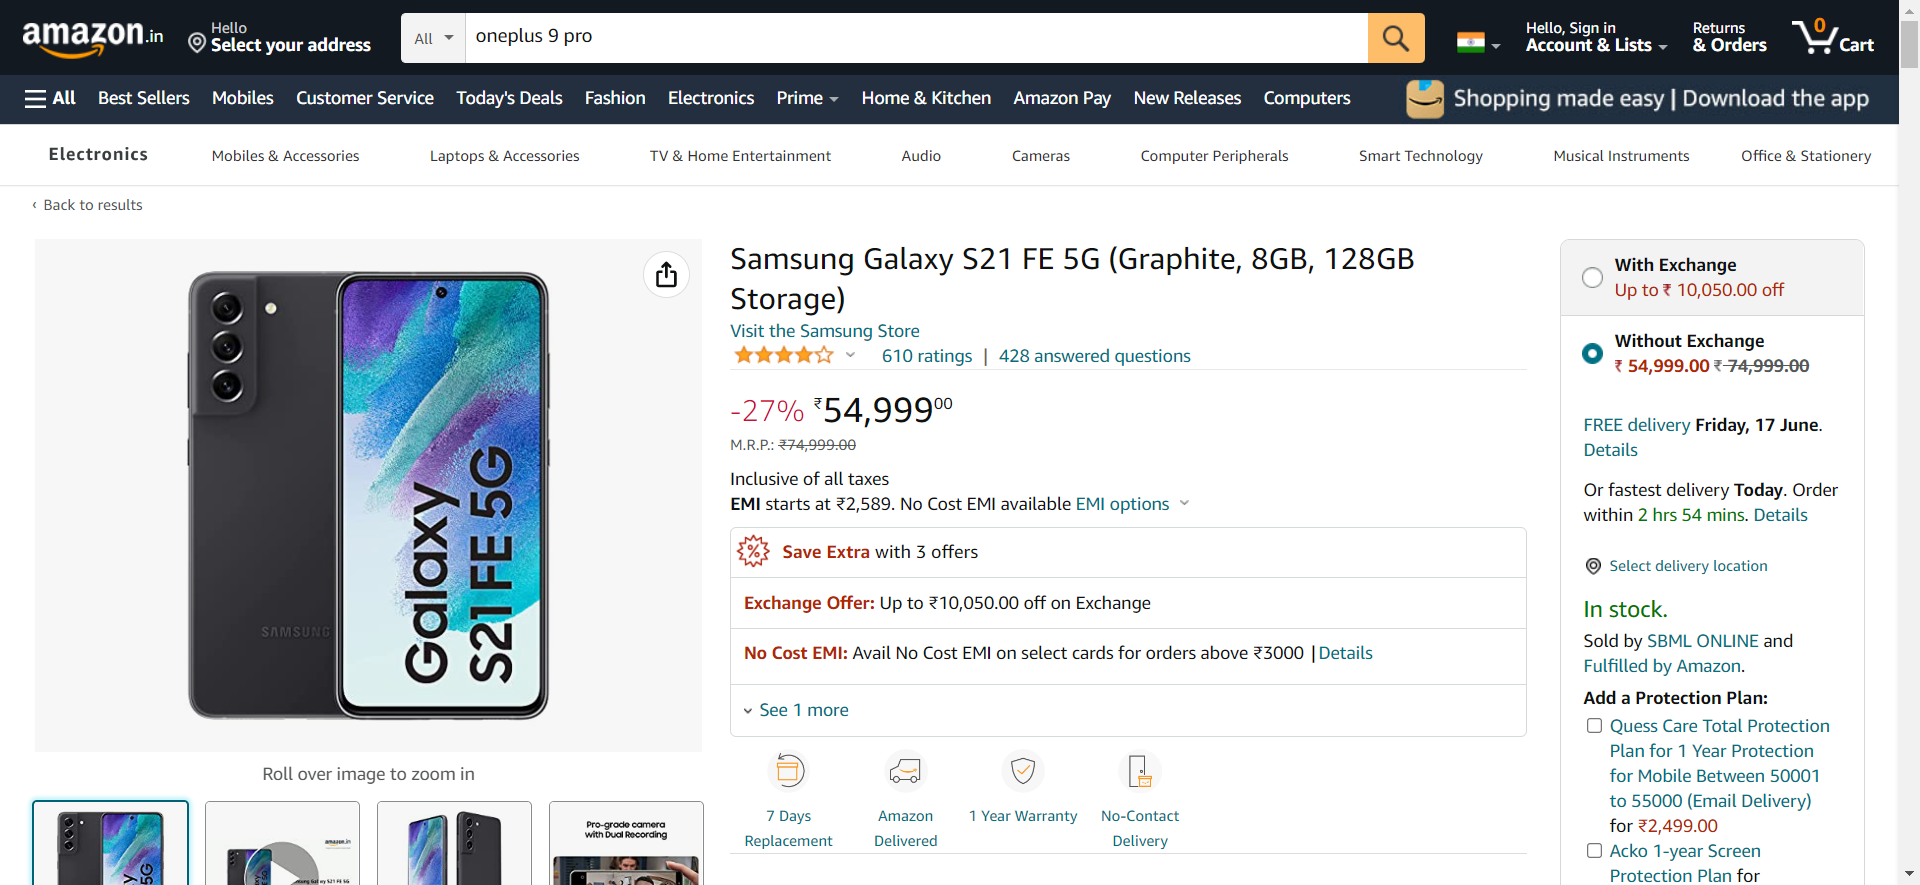 amazon.in
Hello
Select your address
All
oneplus 9 pro
Hello, Sign in
Account & Lists
Returns
& Orders
0
Cart
All
Best Sellers
Mobiles
Customer Service
Today's Deals
Fashion
Electronics
Prime
Home & Kitchen
Amazon Pay
New Releases
Computers
Shopping made easy | Download the app
Electronics
Mobiles & Accessories
Laptops & Accessories
TV & Home Entertainment
Audio
Cameras
Computer Peripherals
Smart Technology
Musical Instruments
Office & Stationery
‹ Back to results
SAMSUNG
Galaxy
S21 FE 5G
Roll over image to zoom in
5G
amazon.in
Samsung Galaxy S21 FE 5G
Pro-grade camera
with Dual Recording
Samsung Galaxy S21 FE 5G (Graphite, 8GB, 128GB
Storage)
Visit the Samsung Store
610 ratings | 428 answered questions
-27% ₹54,99900
M.R.P.: ₹74,999.00
Inclusive of all taxes
EMI starts at ₹2,589. No Cost EMI available EMI options
% Save Extra with 3 offers
Exchange Offer: Up to ₹10,050.00 off on Exchange
No Cost EMI: Avail No Cost EMI on select cards for orders above ₹3000 |Details
See 1 more
7 Days
Replacement
Amazon
Delivered
1 Year Warranty
No-Contact
Delivery
With Exchange
Up to ₹ 10,050.00 off
Without Exchange
₹ 54,999.00 ₹ 74,999.00
FREE delivery Friday, 17 June.
Details
Or fastest delivery Today. Order
within 2 hrs 54 mins. Details
Select delivery location
In stock.
Sold by SBML ONLINE and
Fulfilled by Amazon.
Add a Protection Plan:
Quess Care Total Protection
Plan for 1 Year Protection
for Mobile Between 50001
to 55000 (Email Delivery)
for ₹2,499.00
Acko 1-year Screen
Protection Plan for